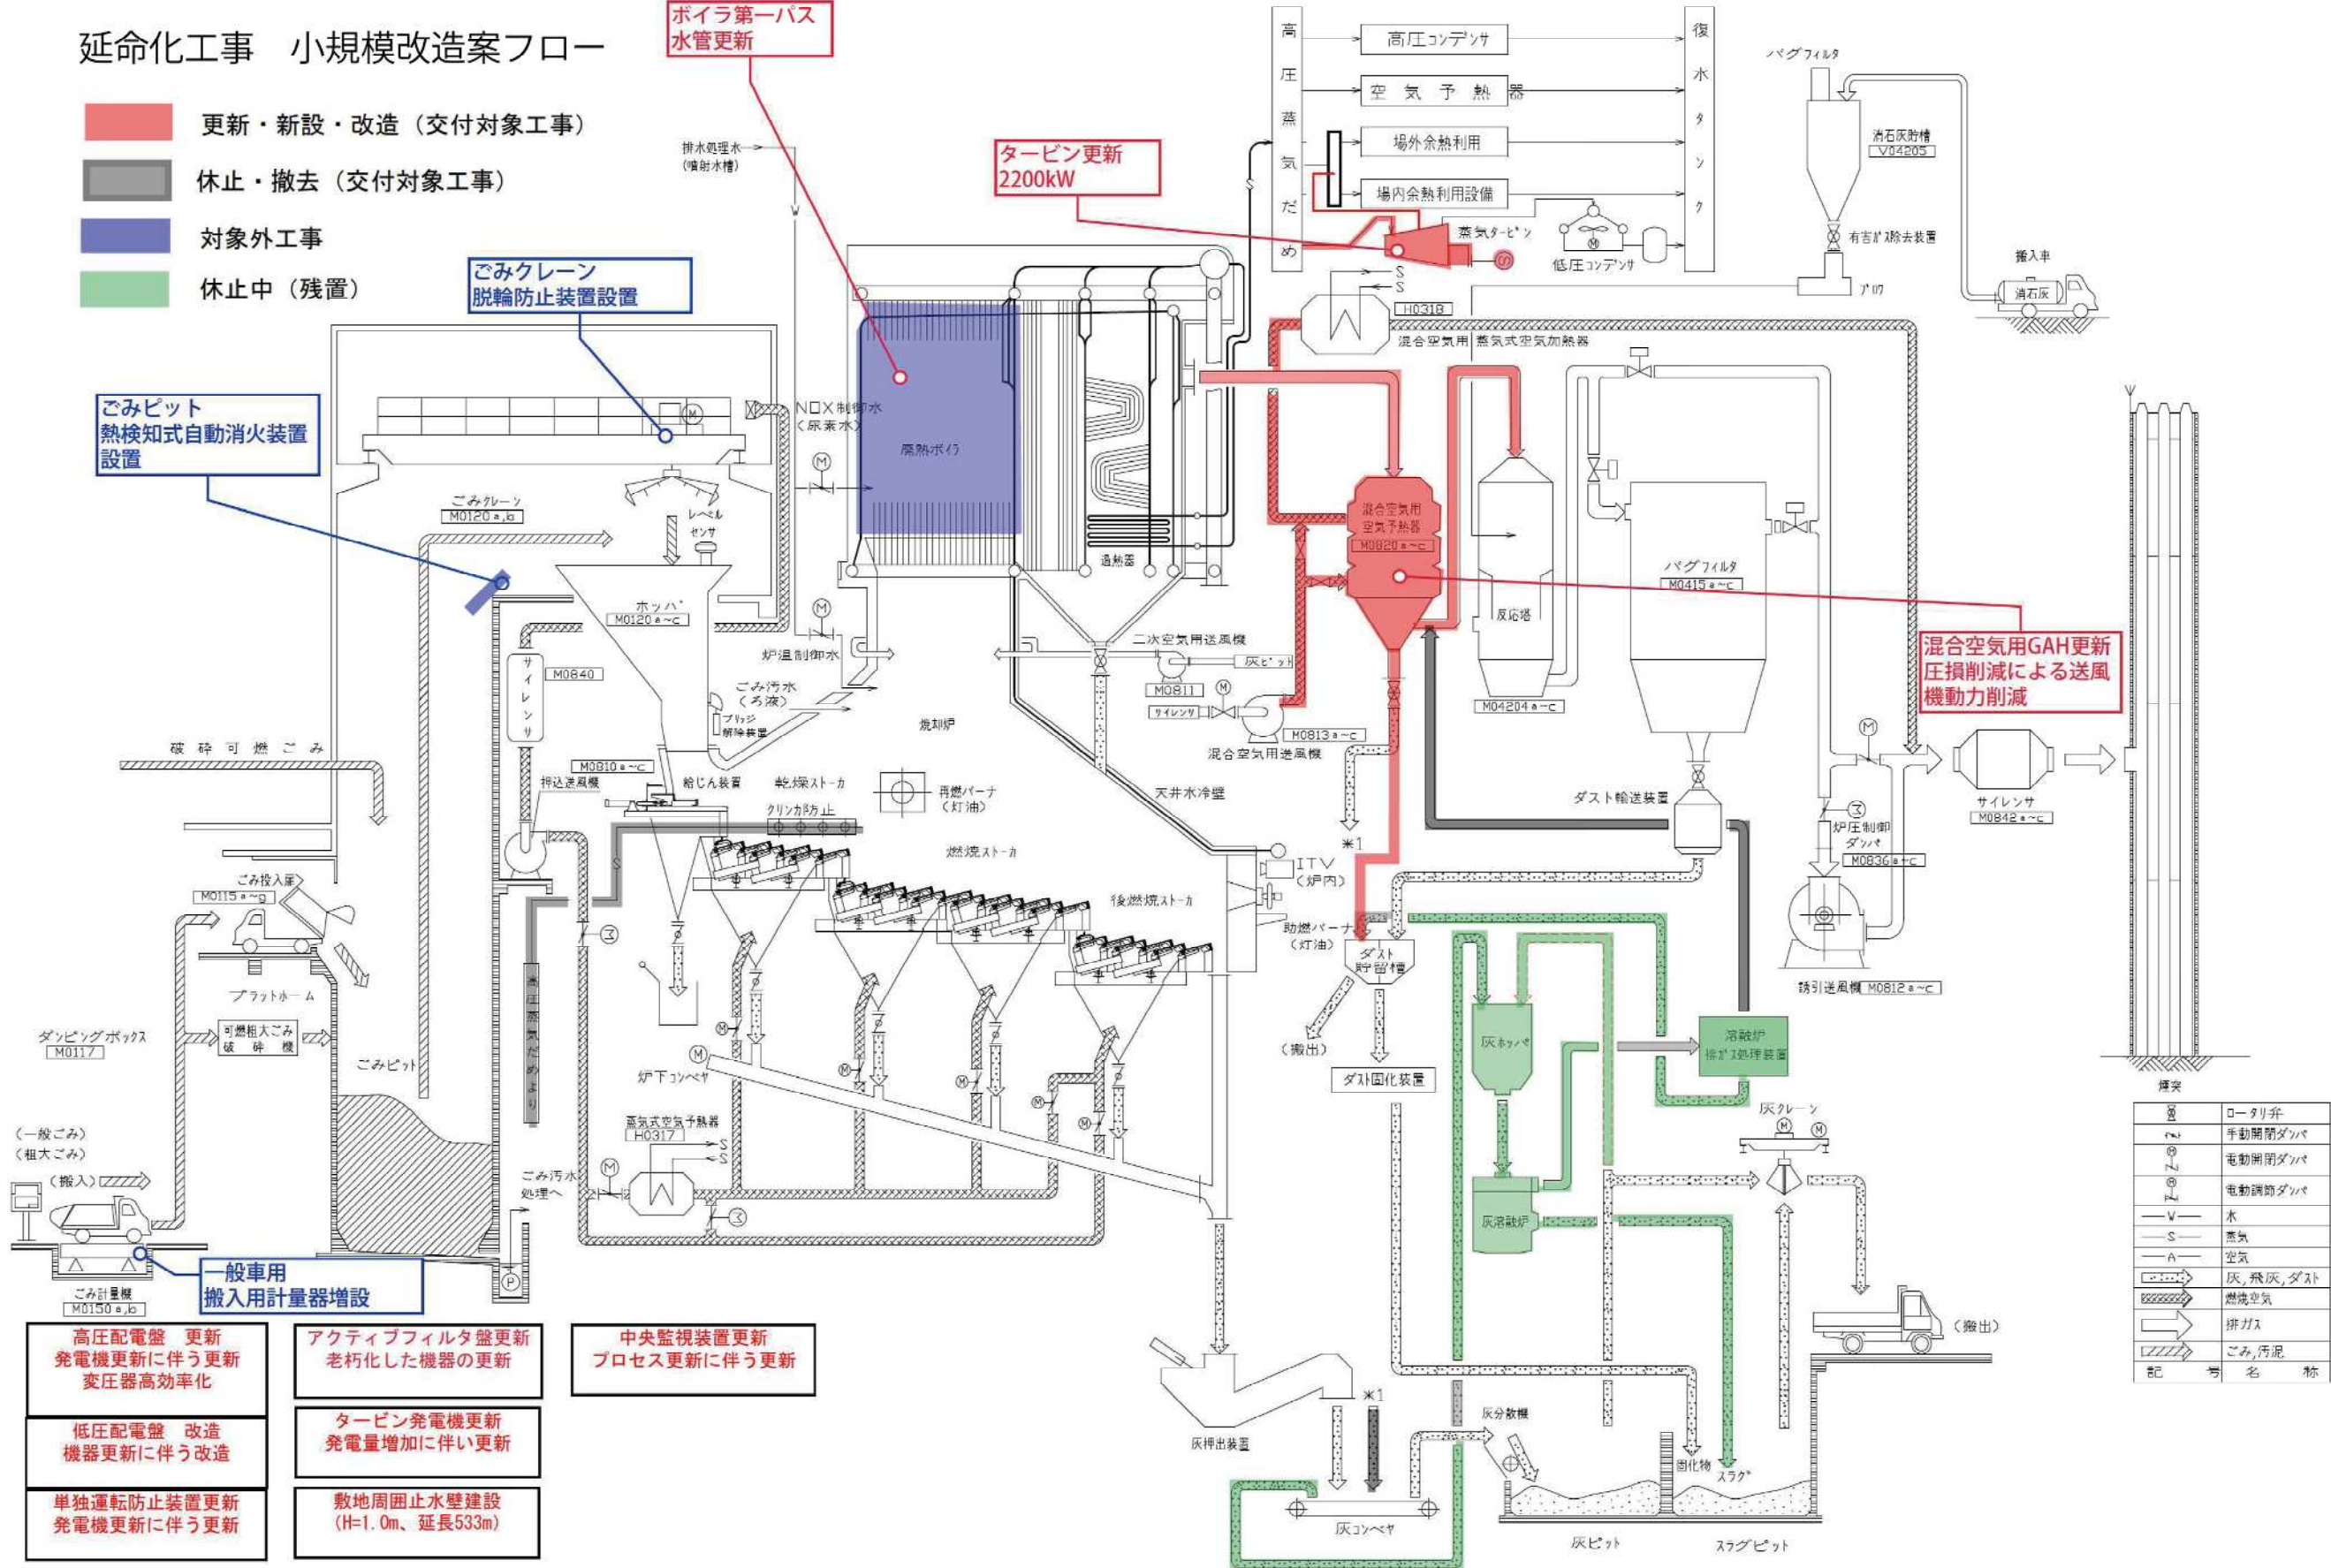 延命化工事　小規模改造案フロー
更新・新設・改造（交付対象工事）
休止・撤去（交付対象工事）
対象外工事
休止中（残置）
ボイラ第一パス
水管更新
タービン更新
2200kW
ごみクレーン
脱輪防止装置設置
ごみピット
熱検知式自動消火装置
設置
混合空気用GAH更新
圧損削減による送風
機動力削減
一般車用
搬入用計量器増設
高圧配電盤　更新
発電機更新に伴う更新
変圧器高効率化
低圧配電盤　改造
機器更新に伴う改造
単独運転防止装置更新
発電機更新に伴う更新
アクティブフィルタ盤更新
老朽化した機器の更新
タービン発電機更新
発電量増加に伴い更新
敷地周囲止水壁建設
(H=1.0m、延長533m)
中央監視装置更新
プロセス更新に伴う更新
高圧蒸気だめ
高圧コンデンサ
空気予熱器
場外余熱利用
場内余熱利用設備
復水タンク
蒸気タービン
低圧コンデンサ
S
S
H0318
混合空気用 蒸気式空気加熱器
バグフィルタ
消石灰貯槽
V04205
有害ガス除去装置
ブロワ
搬入車
消石灰
排水処理水
(噴射水槽)
W
S
NOX制御水
(尿素水)
M
廃熱ボイラ
過熱器
混合空気用
空気予熱器
M0820 a~c
反応塔
M04204 a~c
バグフィルタ
M0415 a~c
M
ごみクレーン
M0120 a,b
レベル
センサ
ホッパ
M0120 a~c
M
炉温制御水
ごみ汚水
(ろ液)
ブリッジ
解除装置
サイレンサ
M0840
二次空気用送風機
灰ピット
M0811
M
サイレンサ
M0813 a~c
混合空気用送風機
焼却炉
破砕可燃ごみ
M0810 a~c
押込送風機
給じん装置
乾燥ストーカ
クリンカ防止
再燃バーナ
(灯油)
天井水冷壁
燃焼ストーカ
後燃焼ストーカ
ITV
(炉内)
助燃バーナ
(灯油)
*1
ダスト
貯留槽
(搬出)
ダスト固化装置
ダスト輸送装置
M
炉圧制御
ダンパ
M0836 a~c
誘引送風機 M0812 a~c
サイレンサ
M0842 a~c
煙突
ごみ投入扉
M0115 a~g
プラットホーム
ダンピングボックス
M0117
可燃粗大ごみ
破砕機
ごみピット
高圧蒸気だめより
S
(一般ごみ)
(粗大ごみ)
(搬入)
ごみ計量機
M0150 a,b
P
ごみ汚水
処理へ
M
炉下コンベヤ
蒸気式空気予熱器
H0317
S
S
M
M
M
M
M
M
灰ホッパ
溶融炉
排ガス処理装置
灰溶融炉
灰クレーン
M
M
(搬出)
灰押出装置
*1
灰コンベヤ
灰分散機
固化物
スラグ
灰ピット
スラグピット
ロータリ弁
手動開閉ダンパ
M 電動開閉ダンパ
M 電動調節ダンパ
W 水
S 蒸気
A 空気
灰,飛灰,ダスト
燃焼空気
排ガス
ごみ,汚泥
記号 名称